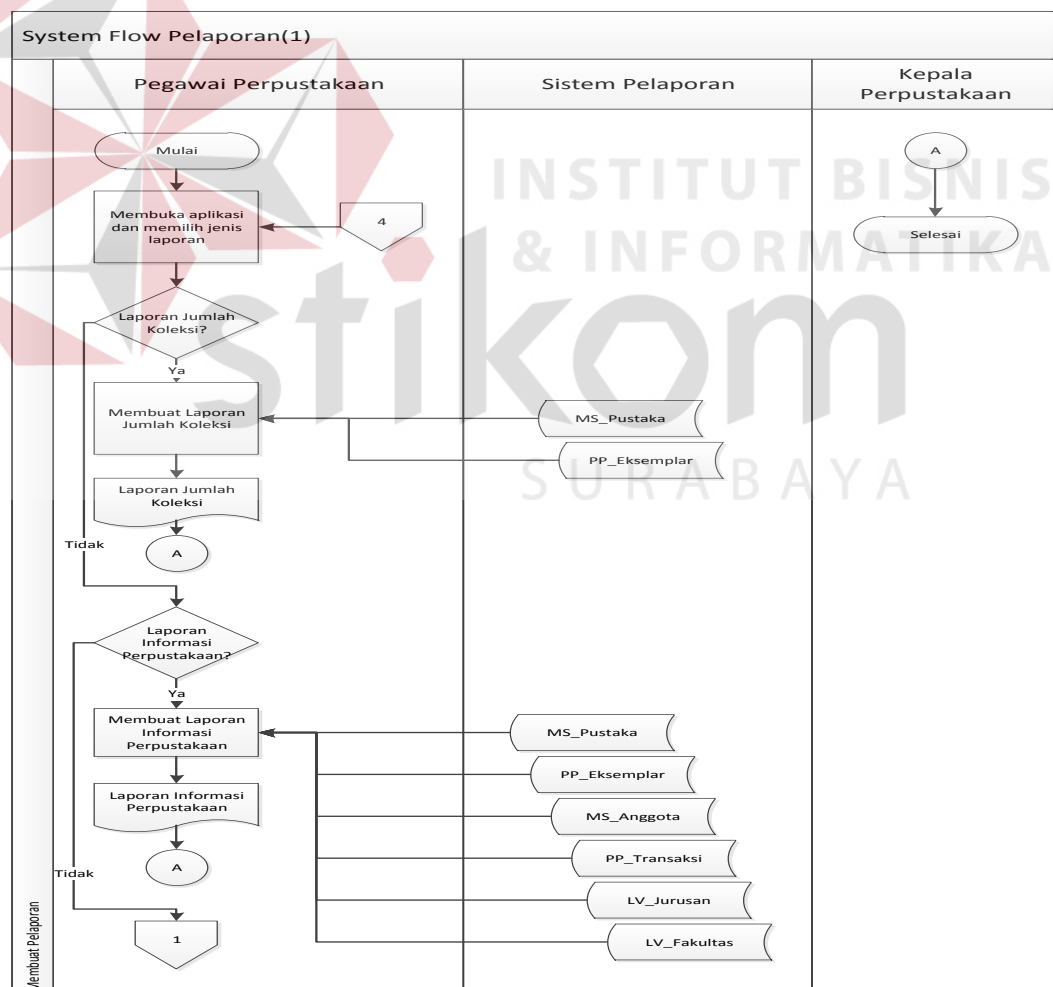 System Flow Pelaporan(1)
Pegawai Perpustakaan
Sistem Pelaporan
Kepala
Perpustakaan
Mulai
A
Membuka aplikasi
dan memilih jenis
laporan
4
Selesai
Laporan Jumlah
Koleksi?
Ya
Membuat Laporan
Jumlah Koleksi
MS_Pustaka
PP_Eksemplar
Laporan Jumlah
Koleksi
Tidak
A
Laporan
Informasi
Perpustakaan?
Ya
Membuat Laporan
Informasi
Perpustakaan
MS_Pustaka
PP_Eksemplar
Laporan Informasi
Perpustakaan
MS_Anggota
PP_Transaksi
A
Tidak
LV_Jurusan
1
LV_Fakultas
Membuat Pelaporan
INSTITUT BISNIS
& INFORMATIKA
stikom
SURABAYA